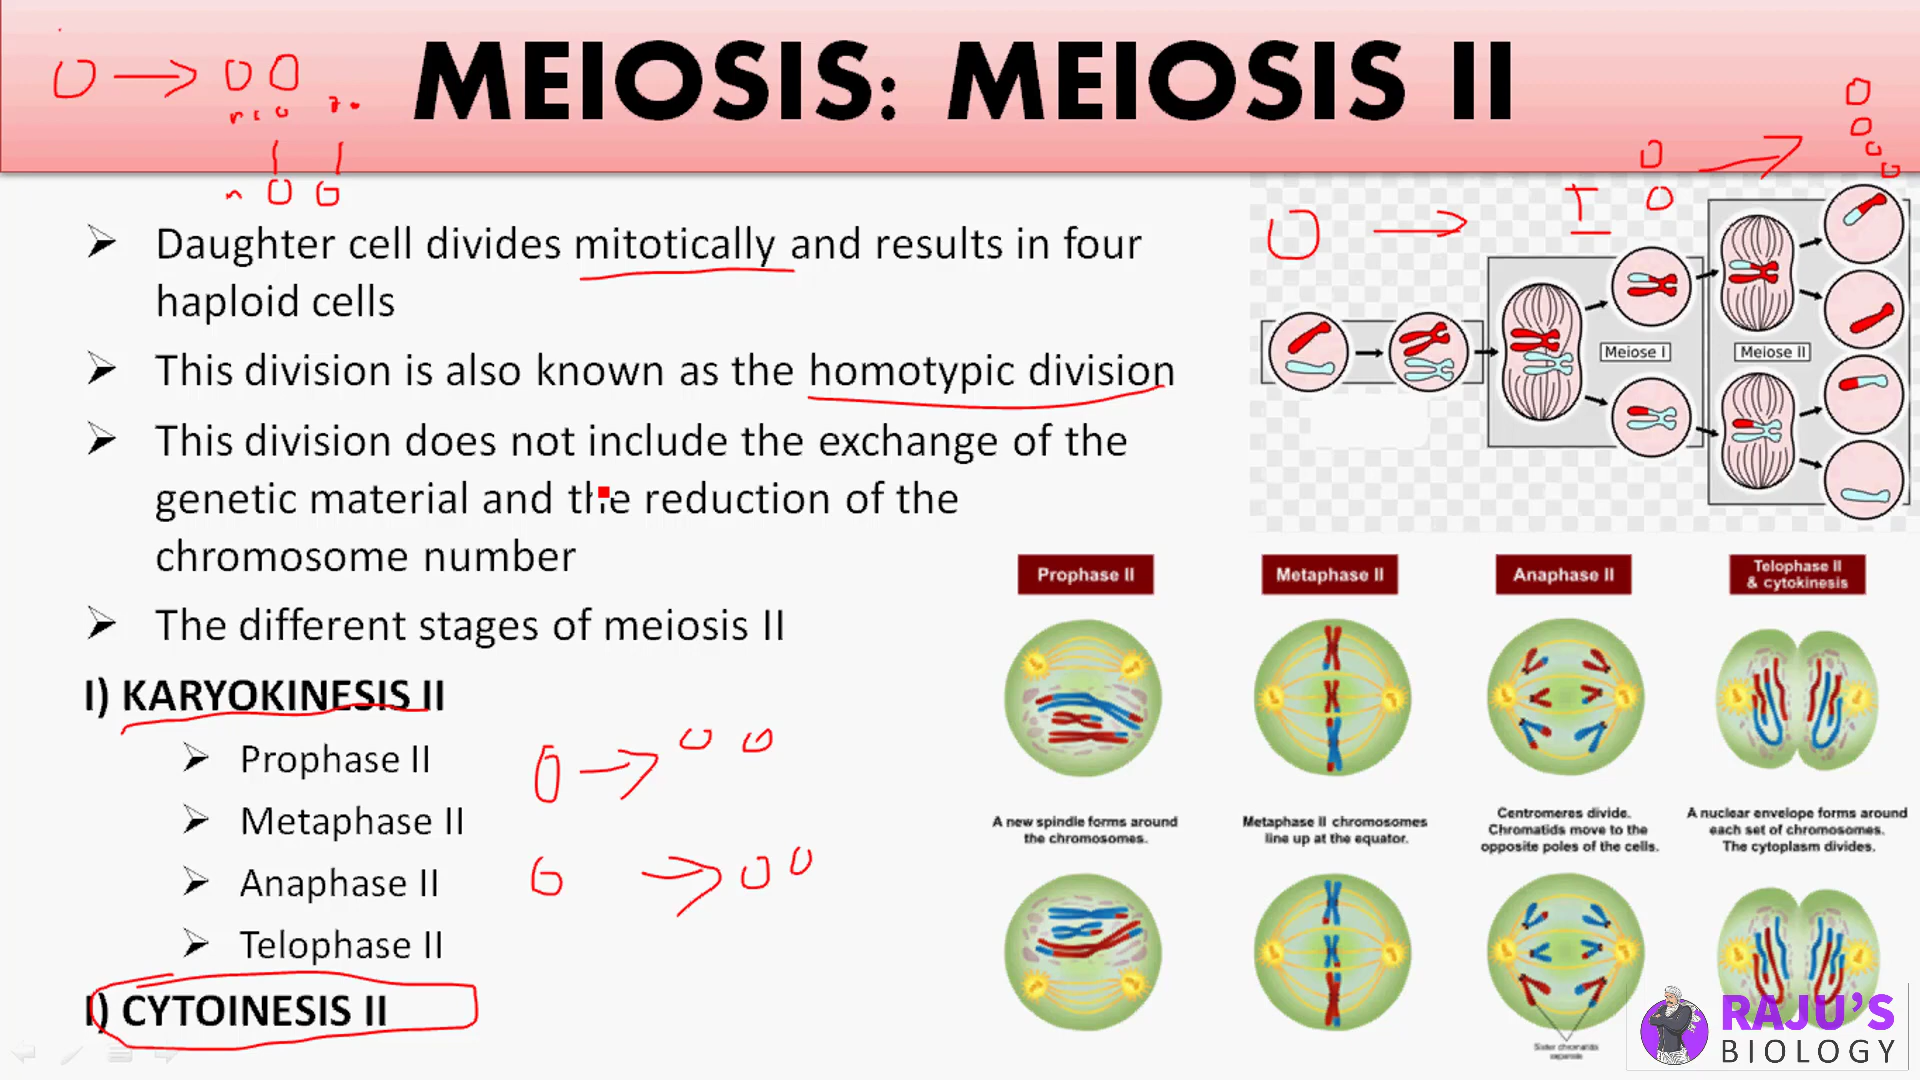 MEIOSIS: MEIOSIS II
Daughter cell divides mitotically and results in four
haploid cells
This division is also known as the homotypic division
This division does not include the exchange of the
genetic material and the reduction of the
chromosome number
The different stages of meiosis II
I) KARYOKINESIS II
Prophase II
Metaphase II
Anaphase II
Telophase II
I) CYTOINESIS II
I
Meiose I
Meiose II
Prophase II
Metaphase II
Anaphase II
Telophase II
& cytokinesis
A new spindle forms around
the chromosomes.
Metaphase II chromosomes
line up at the equator.
Centromeres divide.
Chromatids move to the
opposite poles of the cells.
A nuclear envelope forms around
each set of chromosomes.
The cytoplasm divides.
Sister chromatids
separate
RAJU'S
BIOLOGY